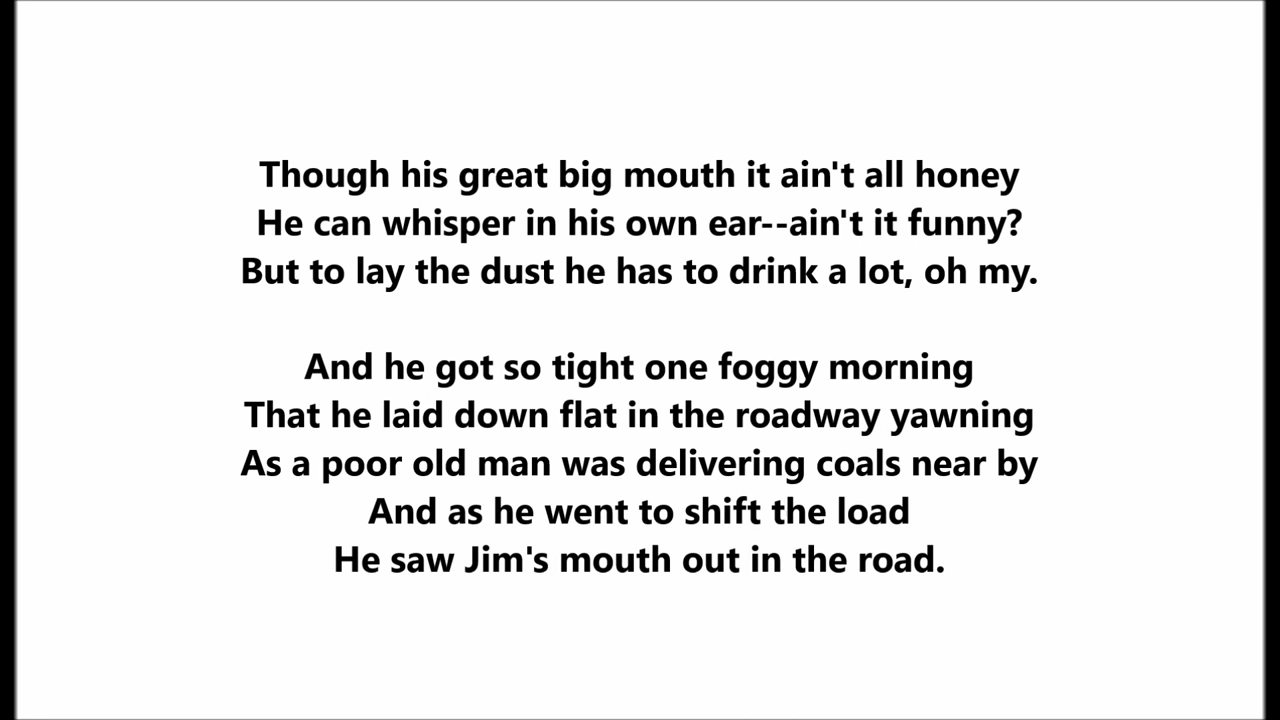 Though his great big mouth it ain't all honey
He can whisper in his own ear--ain't it funny?
But to lay the dust he has to drink a lot, oh my.
And he got so tight one foggy morning
That he laid down flat in the roadway yawning
As a poor old man was delivering coals near by
And as he went to shift the load
He saw Jim's mouth out in the road.